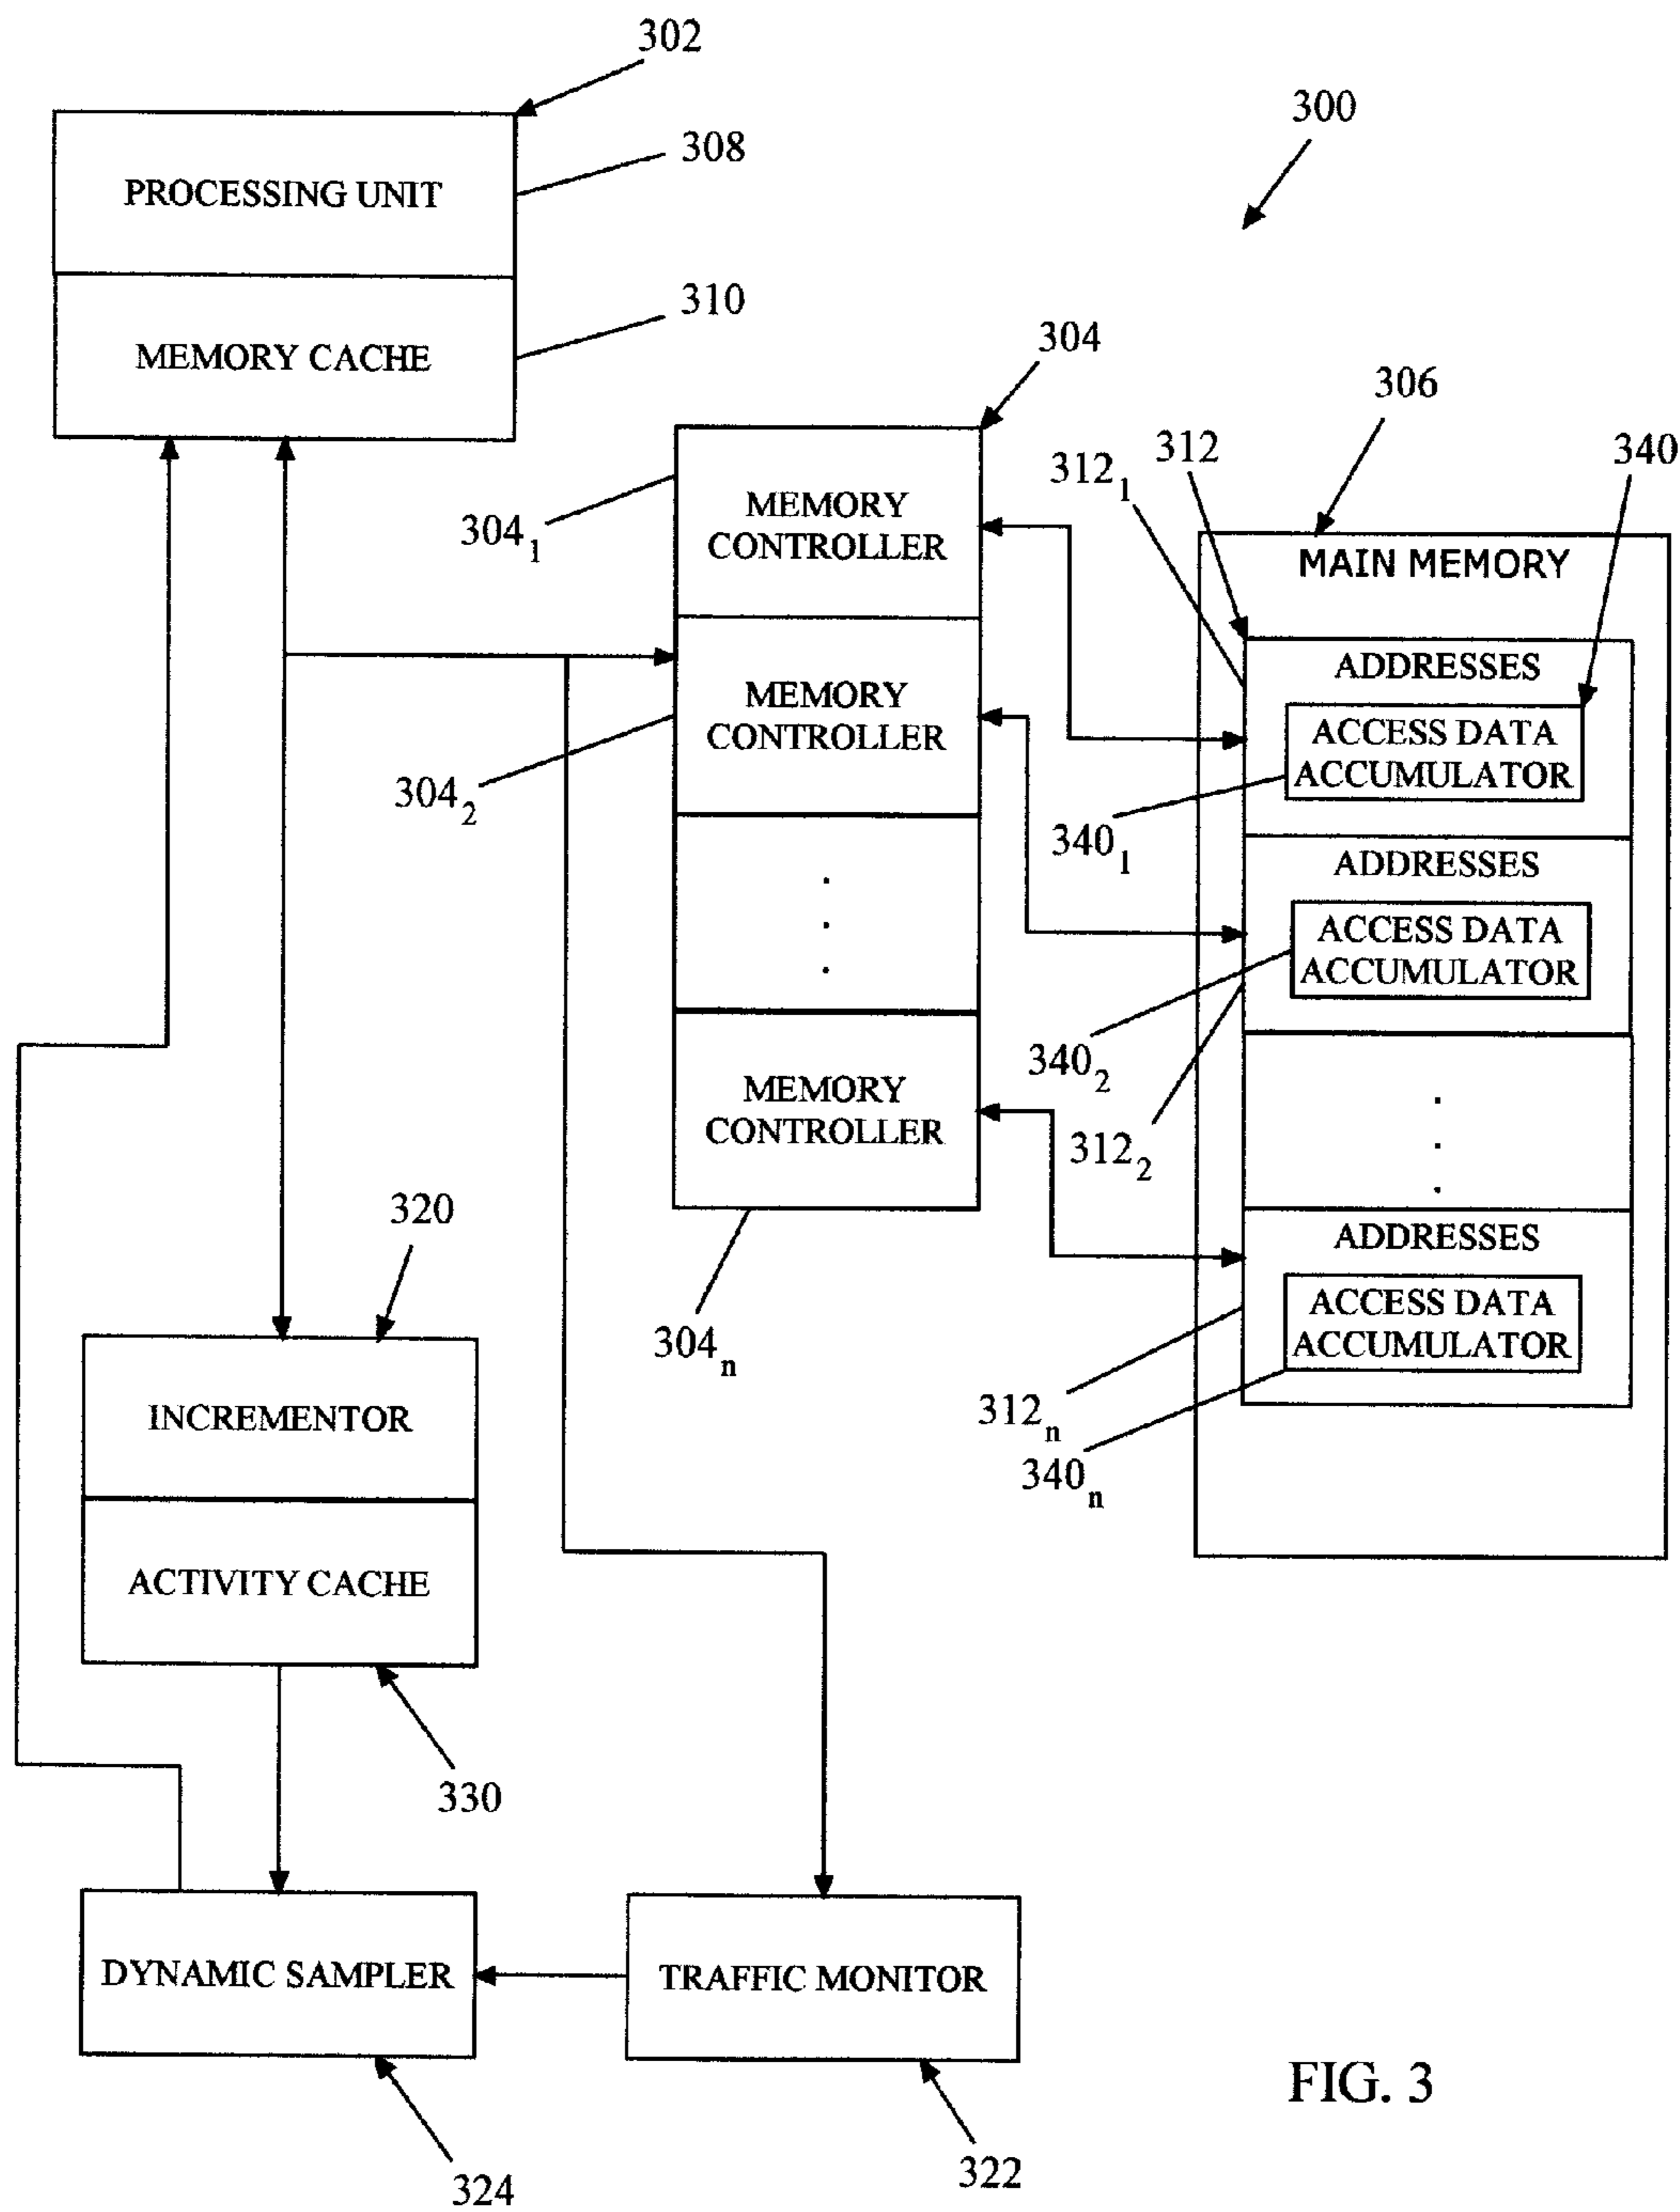 302
300
308
PROCESSING UNIT
310
MEMORY CACHE
304
306
312
312₁
340
MEMORY
CONTROLLER
304₁
MAIN MEMORY
ADDRESSES
MEMORY
CONTROLLER
304₂
ACCESS DATA
ACCUMULATOR
340₁
ADDRESSES
ACCESS DATA
ACCUMULATOR
340₂
MEMORY
CONTROLLER
312₂
320
ADDRESSES
304ₙ
ACCESS DATA
ACCUMULATOR
312ₙ
INCREMENTOR
340ₙ
ACTIVITY CACHE
330
DYNAMIC SAMPLER
TRAFFIC MONITOR
FIG. 3
324
322